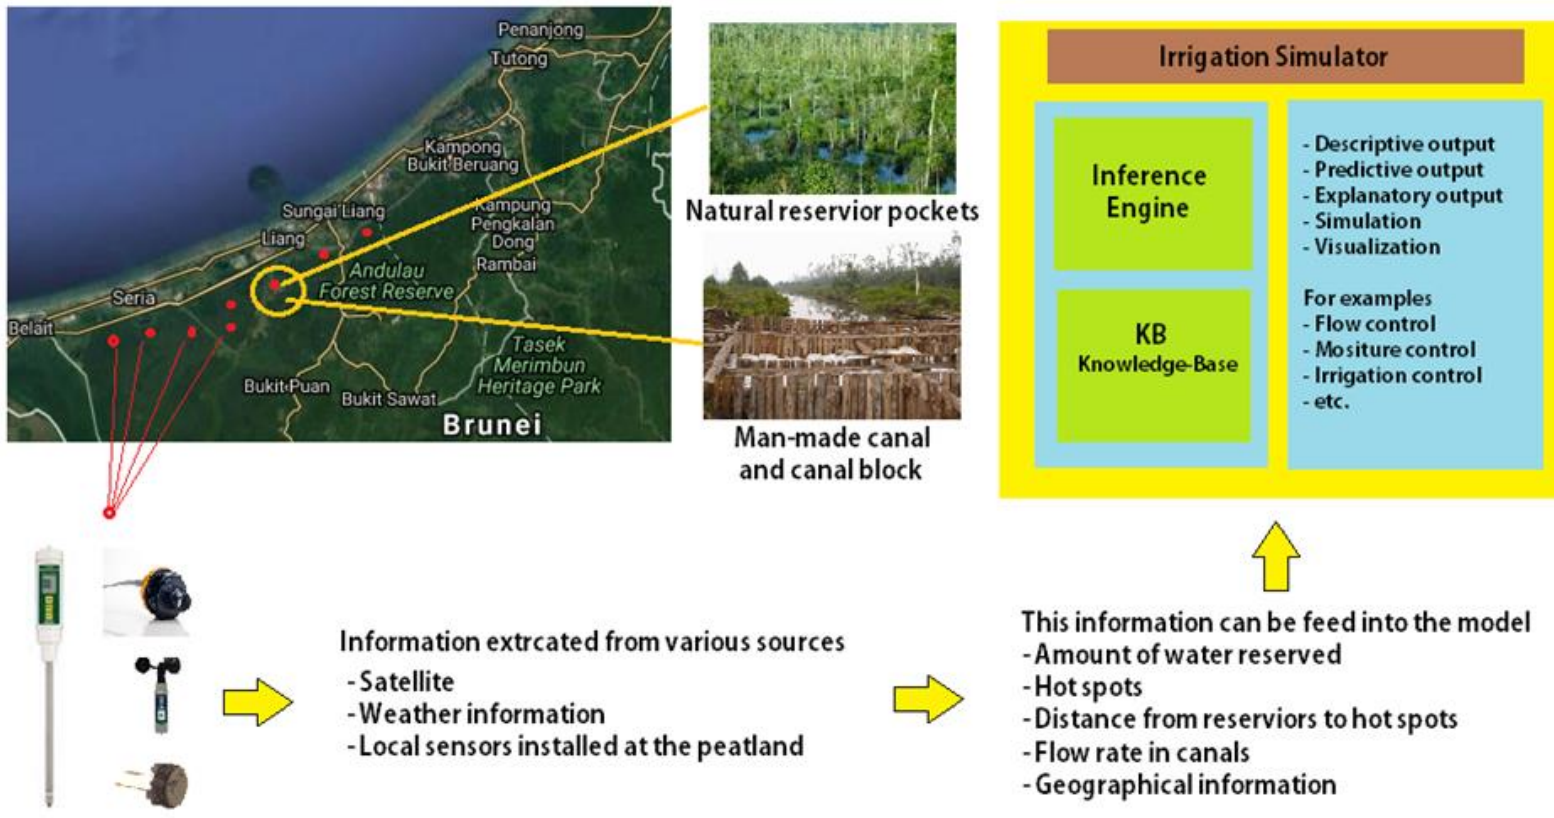 Penanjong
Tutong
Kampong
Bukit Beruang
Sungai Liang
Liang
Kampung
Pengkalan
Dong
Rambai
Andulau
Forest Reserve
Seria
Belait
Tasek
Merimbun
Heritage Park
Bukit Puan
Bukit Sawat
Brunei
Natural reservior pockets
Man-made canal
and canal block
Irrigation Simulator
Inference
Engine
KB
Knowledge-Base
- Descriptive output
- Predictive output
- Explanatory output
- Simulation
- Visualization
For examples
- Flow control
- Mositure control
- Irrigation control
- etc.
Information extrcated from various sources
- Satellite
- Weather information
- Local sensors installed at the peatland
This information can be feed into the model
- Amount of water reserved
- Hot spots
- Distance from reserviors to hot spots
- Flow rate in canals
- Geographical information